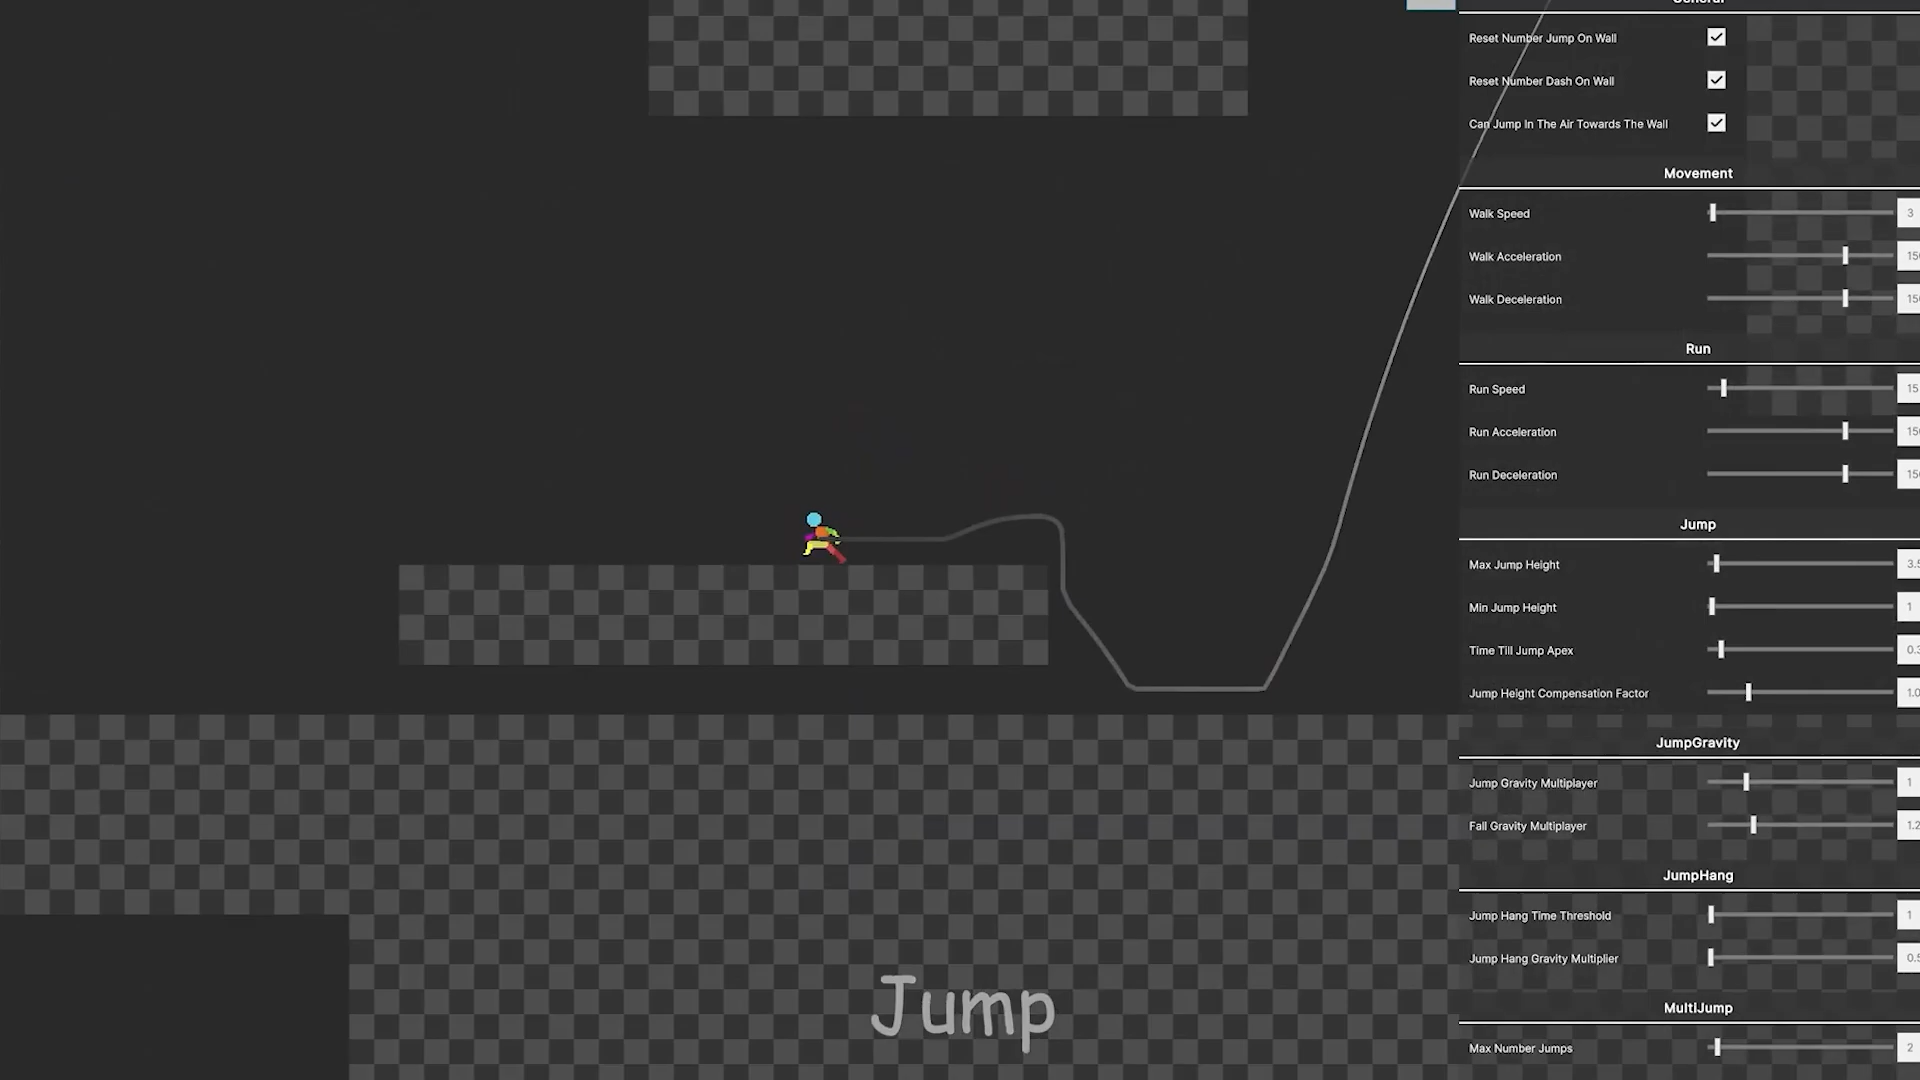 General
Reset Number Jump On Wall
Reset Number Dash On Wall
Can Jump In The Air Towards The Wall
Movement
Walk Speed 3
Walk Acceleration
Walk Deceleration
Run
Run Speed 15
Run Acceleration
Run Deceleration
Jump
Max Jump Height
Min Jump Height 1
Time Till Jump Apex
Jump Height Compensation Factor
JumpGravity
Jump Gravity Multiplayer 1
Fall Gravity Multiplayer
JumpHang
Jump Hang Time Threshold 1
Jump Hang Gravity Multiplier
MultiJump
Max Number Jumps 2
Jump